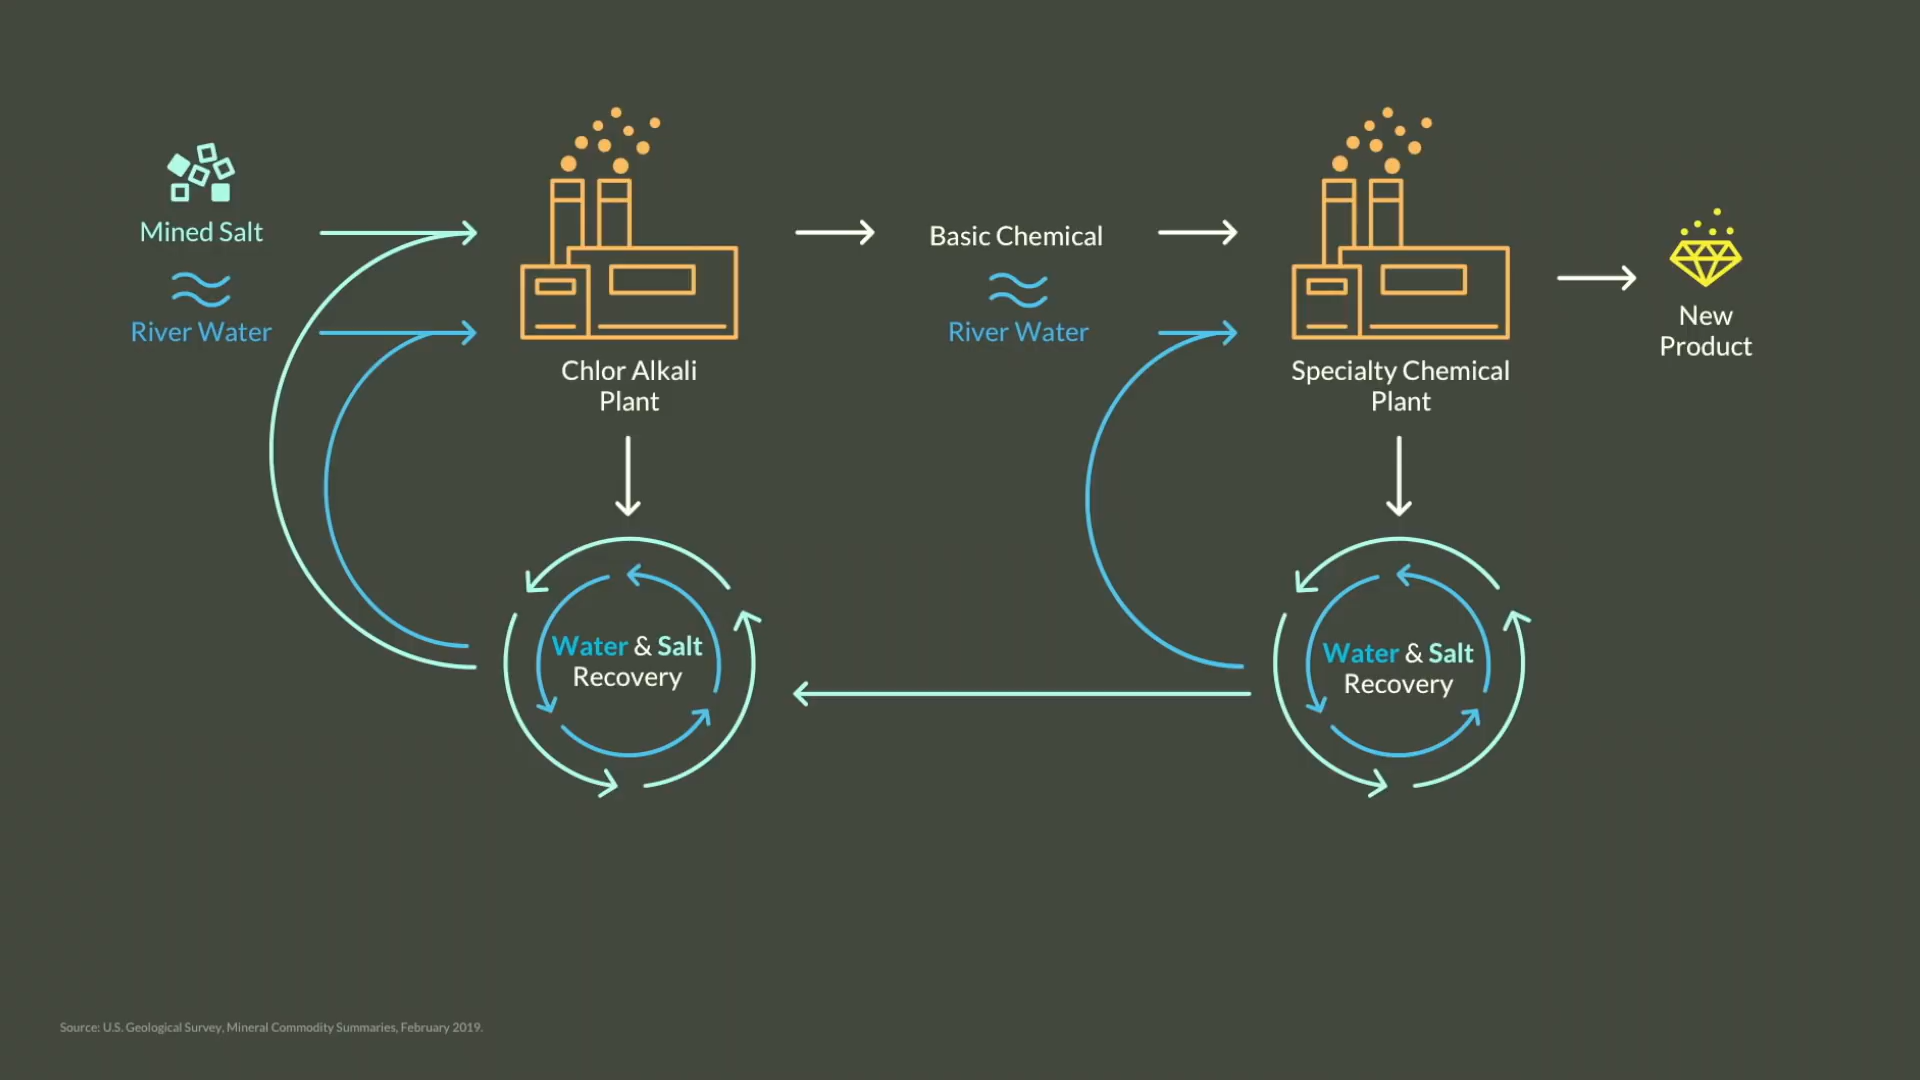 Mined Salt
River Water
Chlor Alkali
Plant
Basic Chemical
River Water
Specialty Chemical
Plant
New
Product
Water & Salt
Recovery
Water & Salt
Recovery
Source: U.S. Geological Survey, Mineral Commodity Summaries, February 2019.